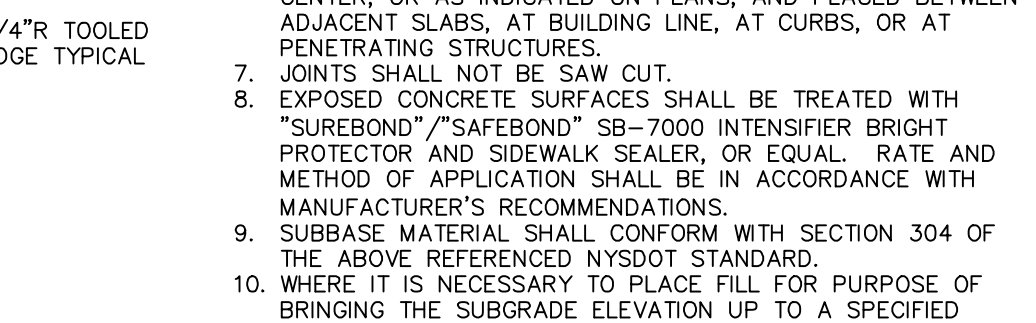 CENTER, OR AS INDICATED ON PLANS, AND PLACED BETWEEN
ADJACENT SLABS, AT BUILDING LINE, AT CURBS, OR AT
PENETRATING STRUCTURES.
7. JOINTS SHALL NOT BE SAW CUT.
8. EXPOSED CONCRETE SURFACES SHALL BE TREATED WITH
"SUREBOND"/"SAFEBOND" SB-7000 INTENSIFIER BRIGHT
PROTECTOR AND SIDEWALK SEALER, OR EQUAL. RATE AND
METHOD OF APPLICATION SHALL BE IN ACCORDANCE WITH
MANUFACTURER'S RECOMMENDATIONS.
9. SUBBASE MATERIAL SHALL CONFORM WITH SECTION 304 OF
THE ABOVE REFERENCED NYSDOT STANDARD.
10. WHERE IT IS NECESSARY TO PLACE FILL FOR PURPOSE OF
BRINGING THE SUBGRADE ELEVATION UP TO A SPECIFIED
/4"R TOOLED
DGE TYPICAL